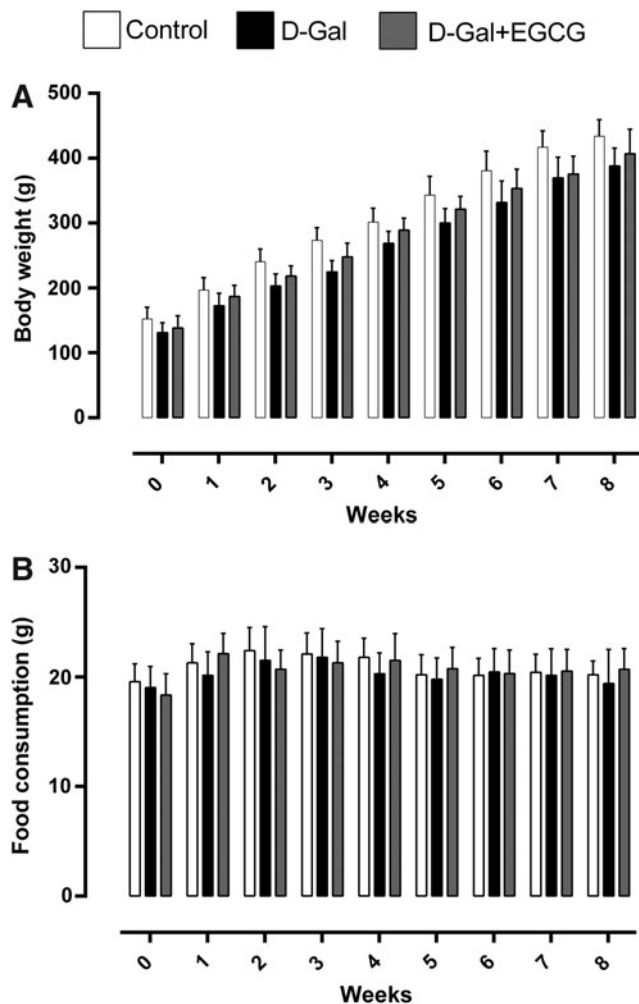 Control D-Gal D-Gal+EGCG
A
500
400
300
200
100
0
Body weight (g)
0 1 2 3 4 5 6 7 8
Weeks
B
30
20
10
0
Food consumption (g)
0 1 2 3 4 5 6 7 8
Weeks